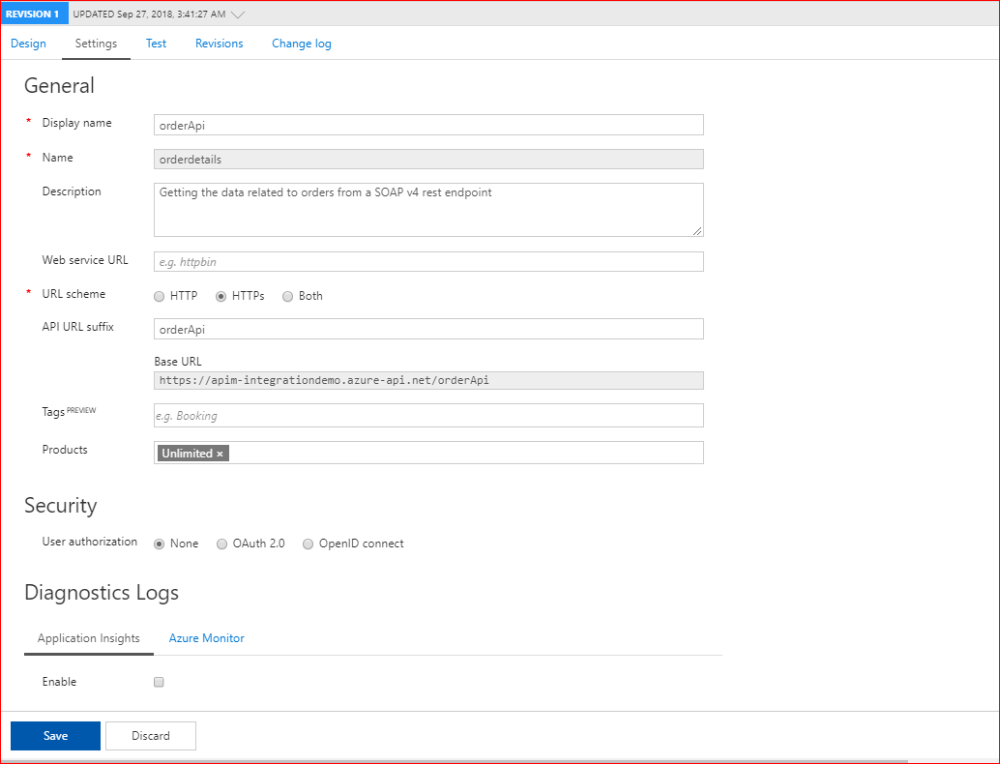 REVISION 1 UPDATED Sep 27, 2018, 3:41:27 AM
Design Settings Test Revisions Change log
General
* Display name orderApi
* Name orderdetails
Description Getting the data related to orders from a SOAP v4 rest endpoint
Web service URL e.g. httpbin
* URL scheme HTTP HTTPs Both
API URL suffix orderApi
Base URL
https://apim-integrationdemo.azure-api.net/orderApi
Tags PREVIEW e.g. Booking
Products Unlimited ×
Security
User authorization None OAuth 2.0 OpenID connect
Diagnostics Logs
Application Insights Azure Monitor
Enable
Save Discard